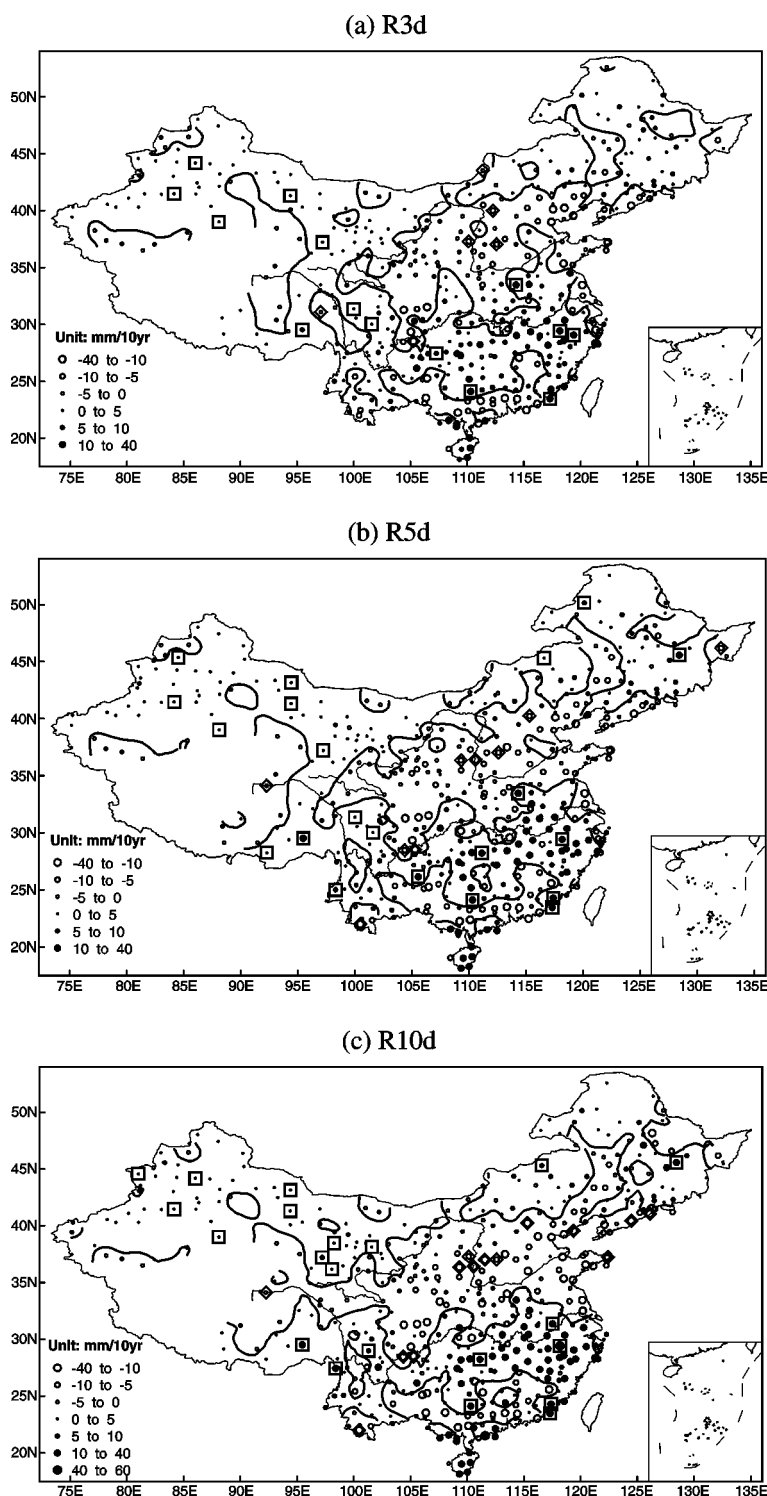 (a) R3d
50N
45N
40N
35N
30N
25N
20N
Unit: mm/10yr
-40 to -10
-10 to -5
-5 to 0
0 to 5
5 to 10
10 to 40
75E 80E 85E 90E 95E 100E 105E 110E 115E 120E 125E 130E 135E
(b) R5d
50N
45N
40N
35N
30N
25N
20N
Unit: mm/10yr
-40 to -10
-10 to -5
-5 to 0
0 to 5
5 to 10
10 to 40
75E 80E 85E 90E 95E 100E 105E 110E 115E 120E 125E 130E 135E
(c) R10d
50N
45N
40N
35N
30N
25N
20N
Unit: mm/10yr
-40 to -10
-10 to -5
-5 to 0
0 to 5
5 to 10
10 to 40
40 to 60
75E 80E 85E 90E 95E 100E 105E 110E 115E 120E 125E 130E 135E